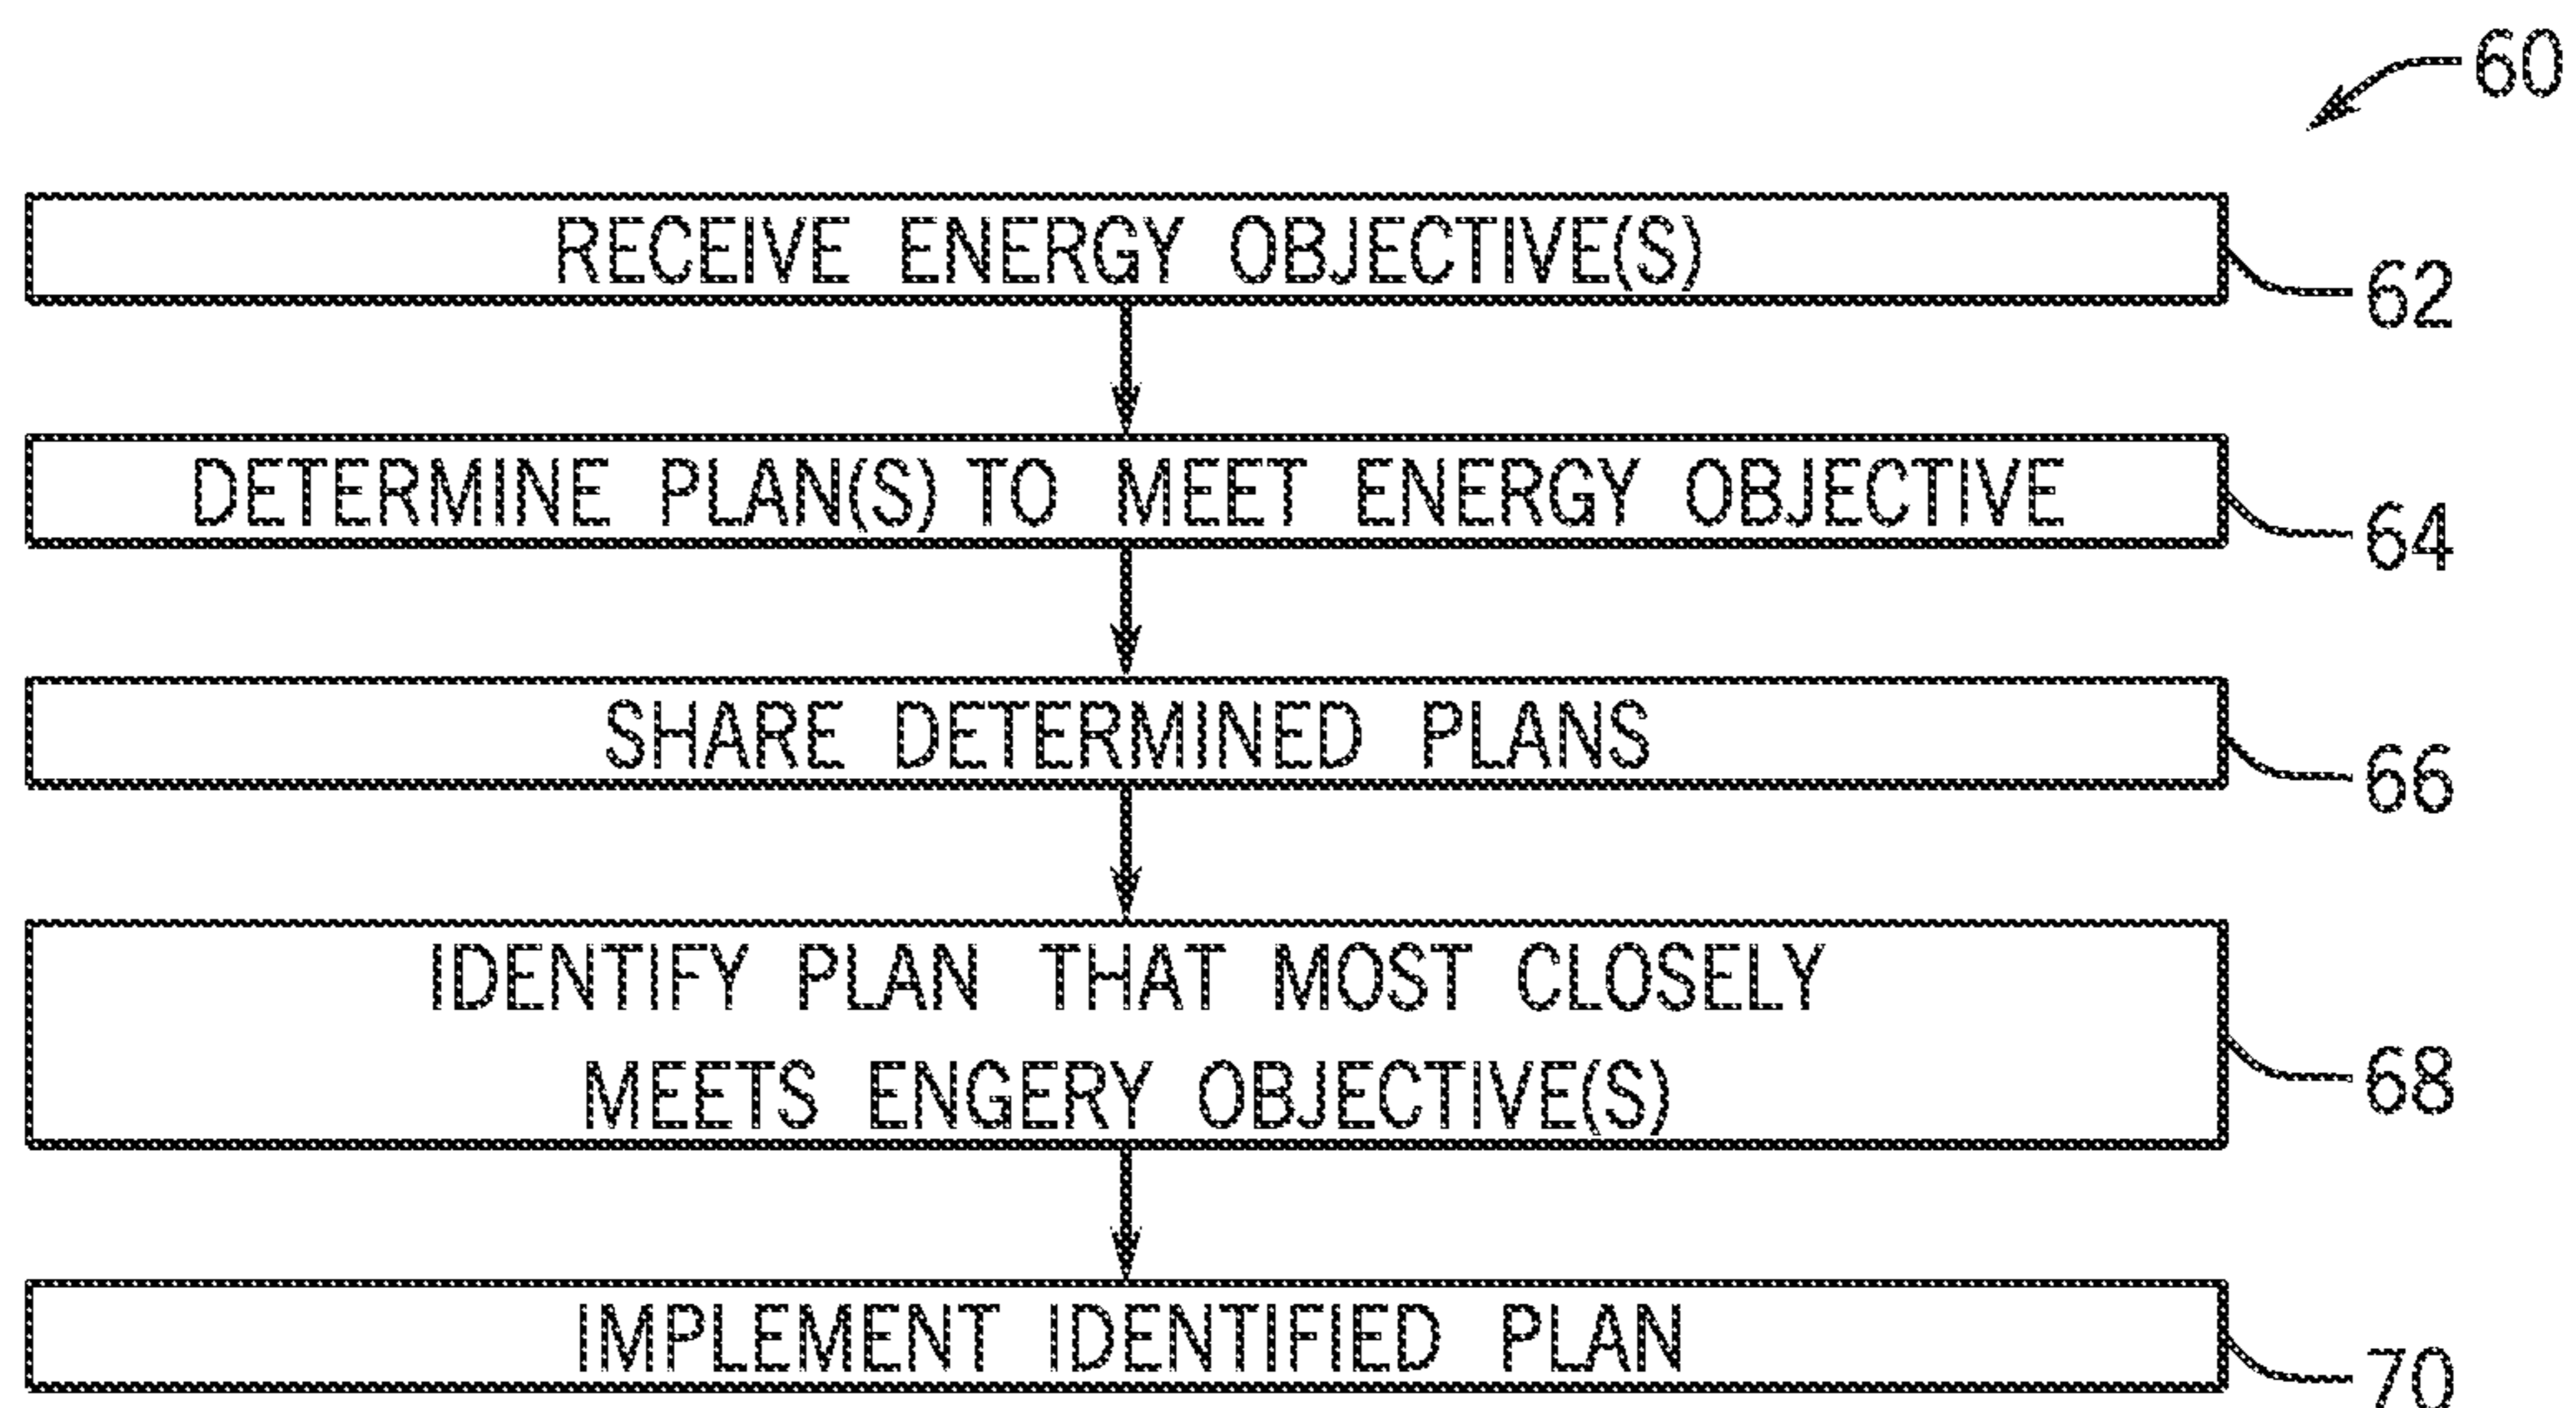 60
RECEIVE ENERGY OBJECTIVE(S)
62
DETERMINE PLAN(S) TO MEET ENERGY OBJECTIVE
64
SHARE DETERMINED PLANS
66
IDENTIFY PLAN THAT MOST CLOSELY
MEETS ENGERY OBJECTIVE(S)
68
IMPLEMENT IDENTIFIED PLAN
70